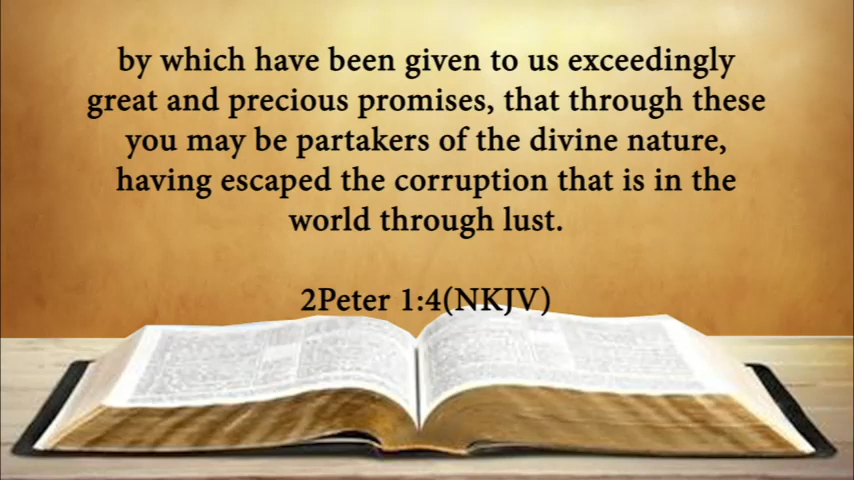 by which have been given to us exceedingly
great and precious promises, that through these
you may be partakers of the divine nature,
having escaped the corruption that is in the
world through lust.
2Peter 1:4(NKJV)